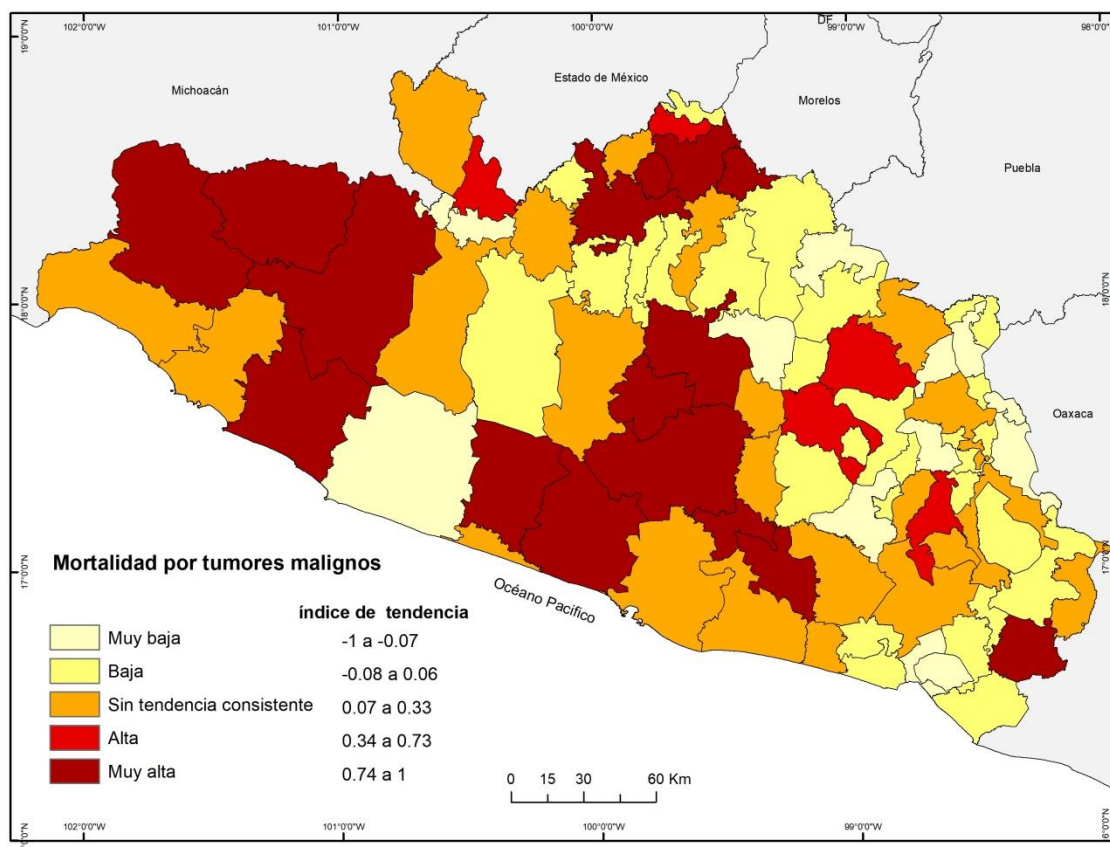 102°0'0"W 101°0'0"W 100°0'0"W 99°0'0"W 98°0'0"W
19°0'0"N
DF
Michoacán
Estado de México
Morelos
Puebla
18°0'0"N 18°0'0"N
Oaxaca
17°0'0"N 17°0'0"N
Océano Pacífico
Mortalidad por tumores malignos
índice de tendencia
Muy baja -1 a -0.07
Baja -0.08 a 0.06
Sin tendencia consistente 0.07 a 0.33
Alta 0.34 a 0.73
Muy alta 0.74 a 1
0 15 30 60 Km
102°0'0"W 101°0'0"W 100°0'0"W 99°0'0"W